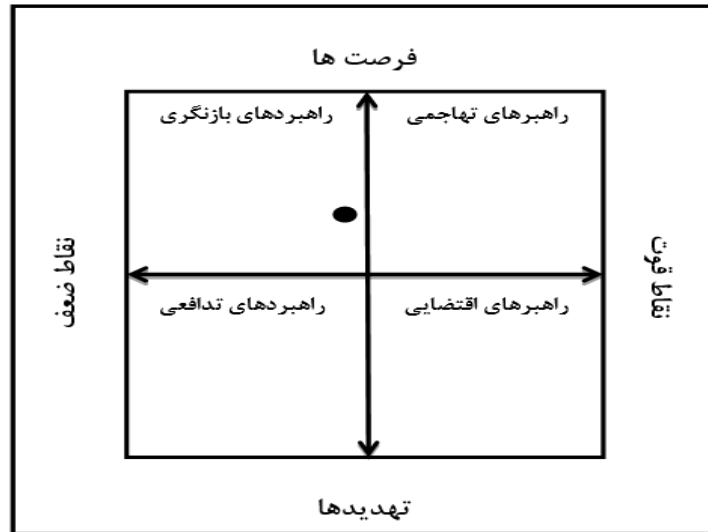 فرصت ها
راهبرهای تهاجمی
راهبردهای بازنگری
نقاط قوت
نقاط ضعف
راهبرهای اقتضایی
راهبردهای تدافعی
تهدیدها